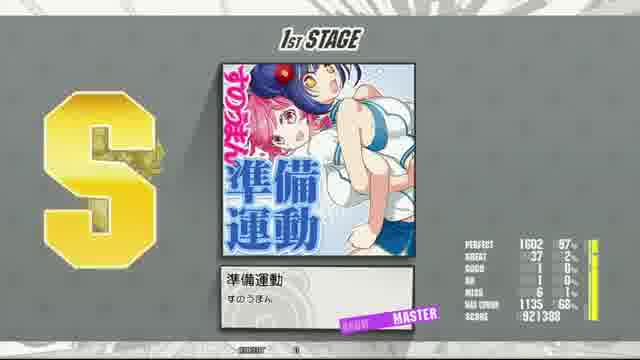 1ST STAGE
S
すのうまん
準備
運動
準備運動
すのうまん
MASTER
PERFECT 1602 97%
GREAT 37 2%
GOOD 1 0%
1 0%
MISS 6 1%
MAX COMBO 1135 68%
SCORE 921388